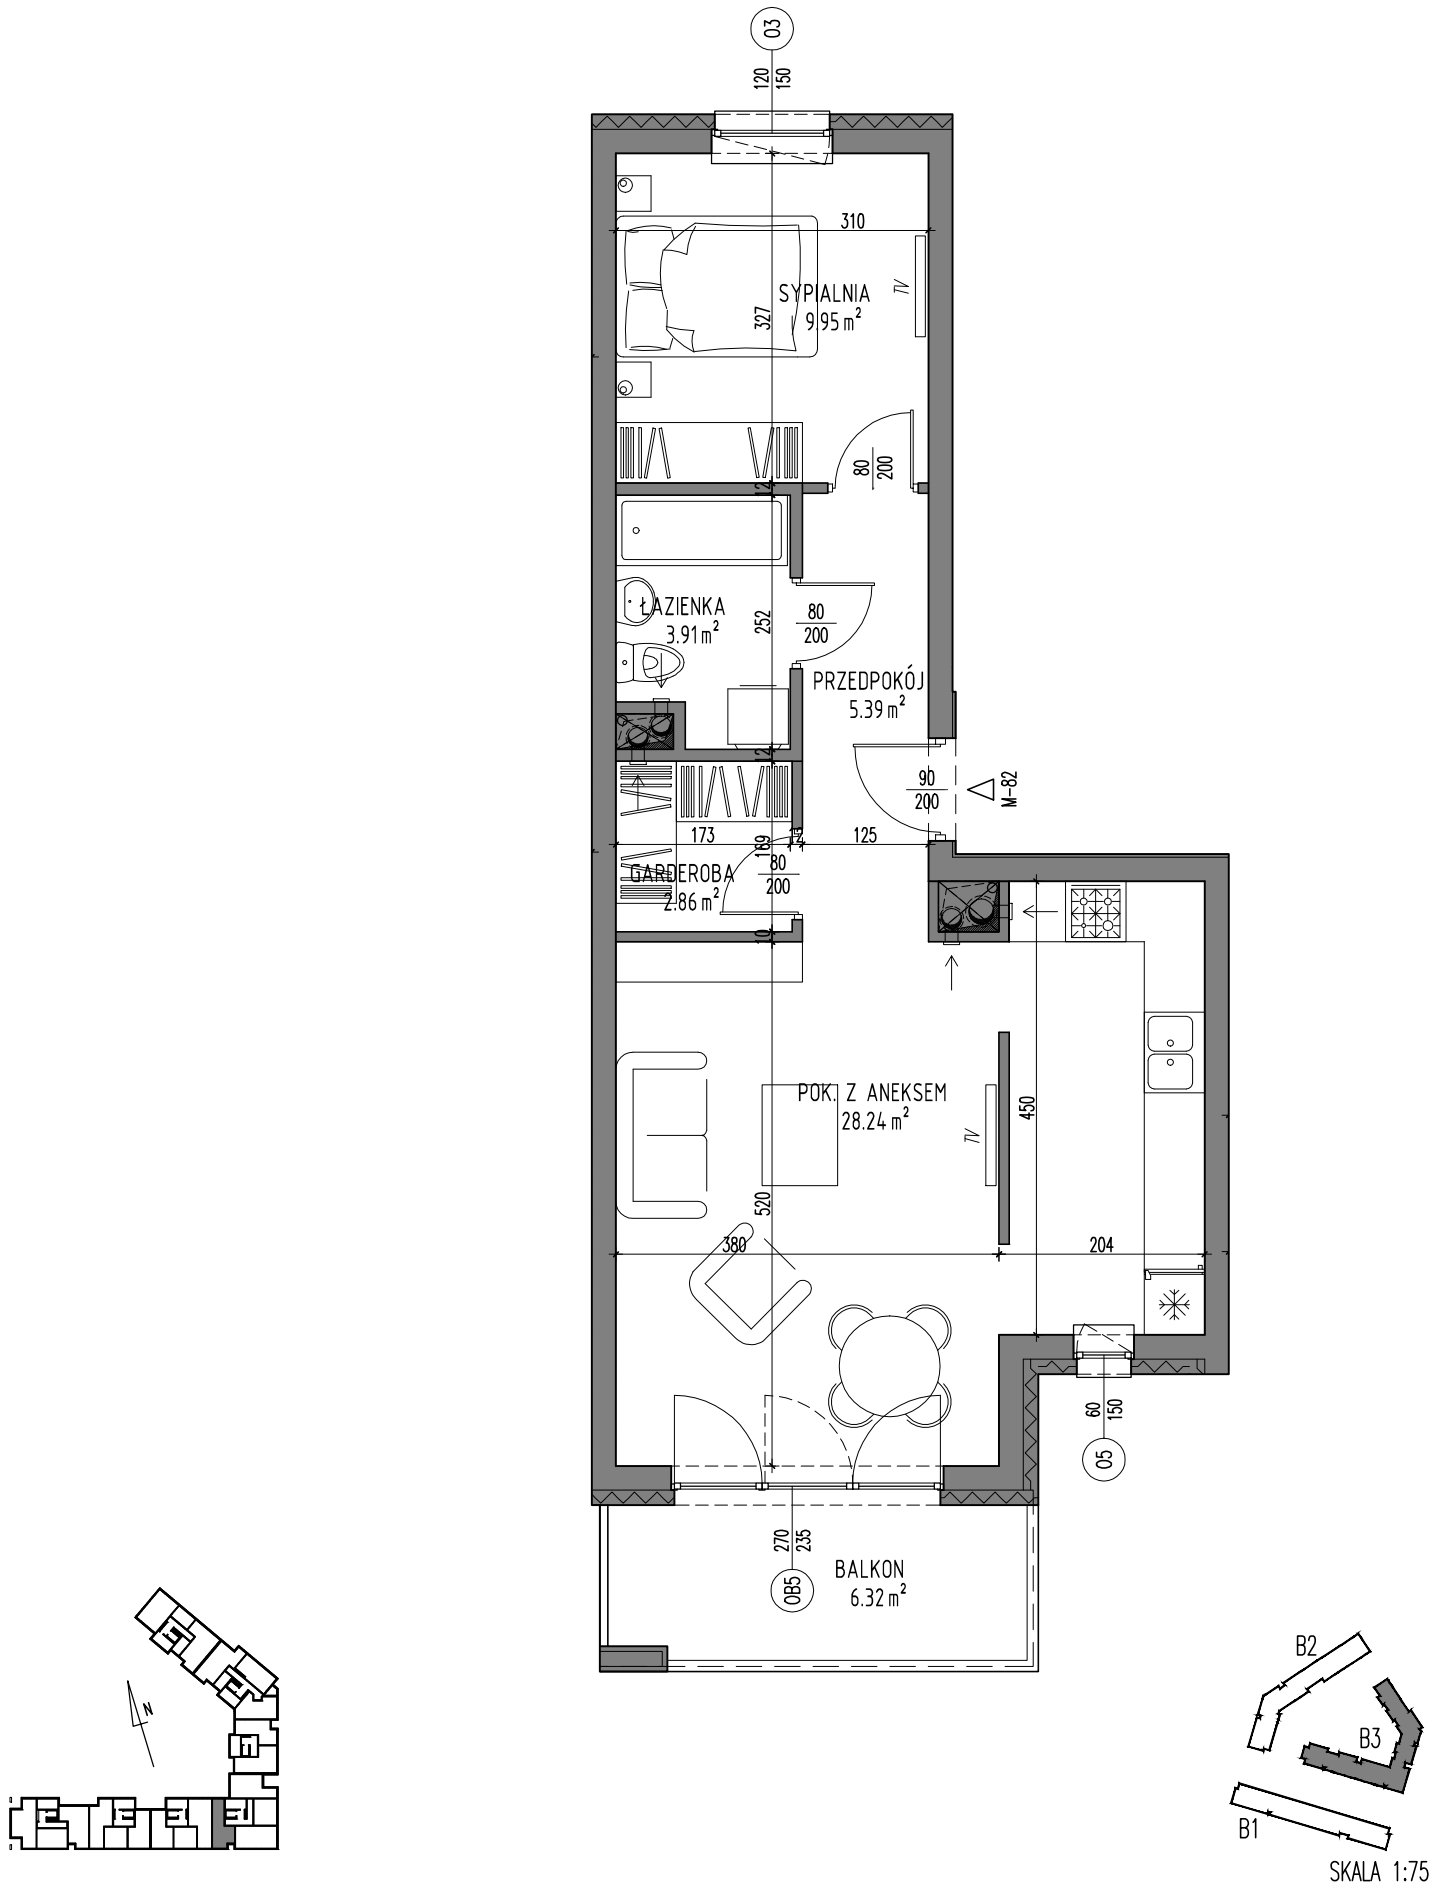 03
120
150
310
SYPIALNIA
9.95 m²
TV
327
80
200
12
ŁAZIENKA
3.91 m²
252
80
200
PRZEDPOKÓJ
5.39 m²
12
90
200
M-82
173
12
125
169
80
200
GARDEROBA
2.86 m²
10
POK. Z ANEKSEM
28.24 m²
TV
450
520
380
204
60
150
05
270
235
OB5
BALKON
6.32 m²
N
B2
B3
B1
SKALA 1:75